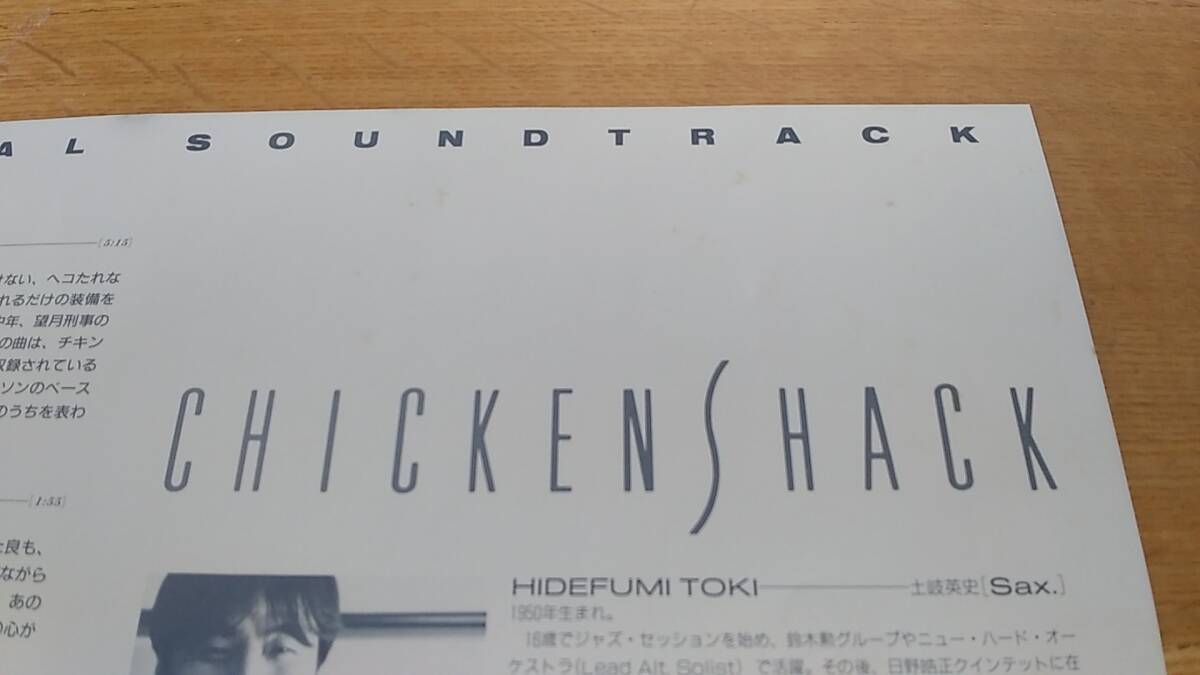 AL SOUNDTRACK
[5:15]
けない、ヘコたれな
れるだけの装備を
中年、望月刑事の
の曲は、チキン
収録されている
ソンのベース
のうちを表わ
[1:55]
良も、
ながら
あの
心が
CHICKENSHACK
HIDEFUMI TOKI 土岐英史[Sax.]
1950年生まれ。
16歳でジャズ・セッションを始め、鈴木勲グループやニュー・ハード・オー
ケストラ(Lead Alt. Solist)で活躍。その後、日野皓正クインテットに在